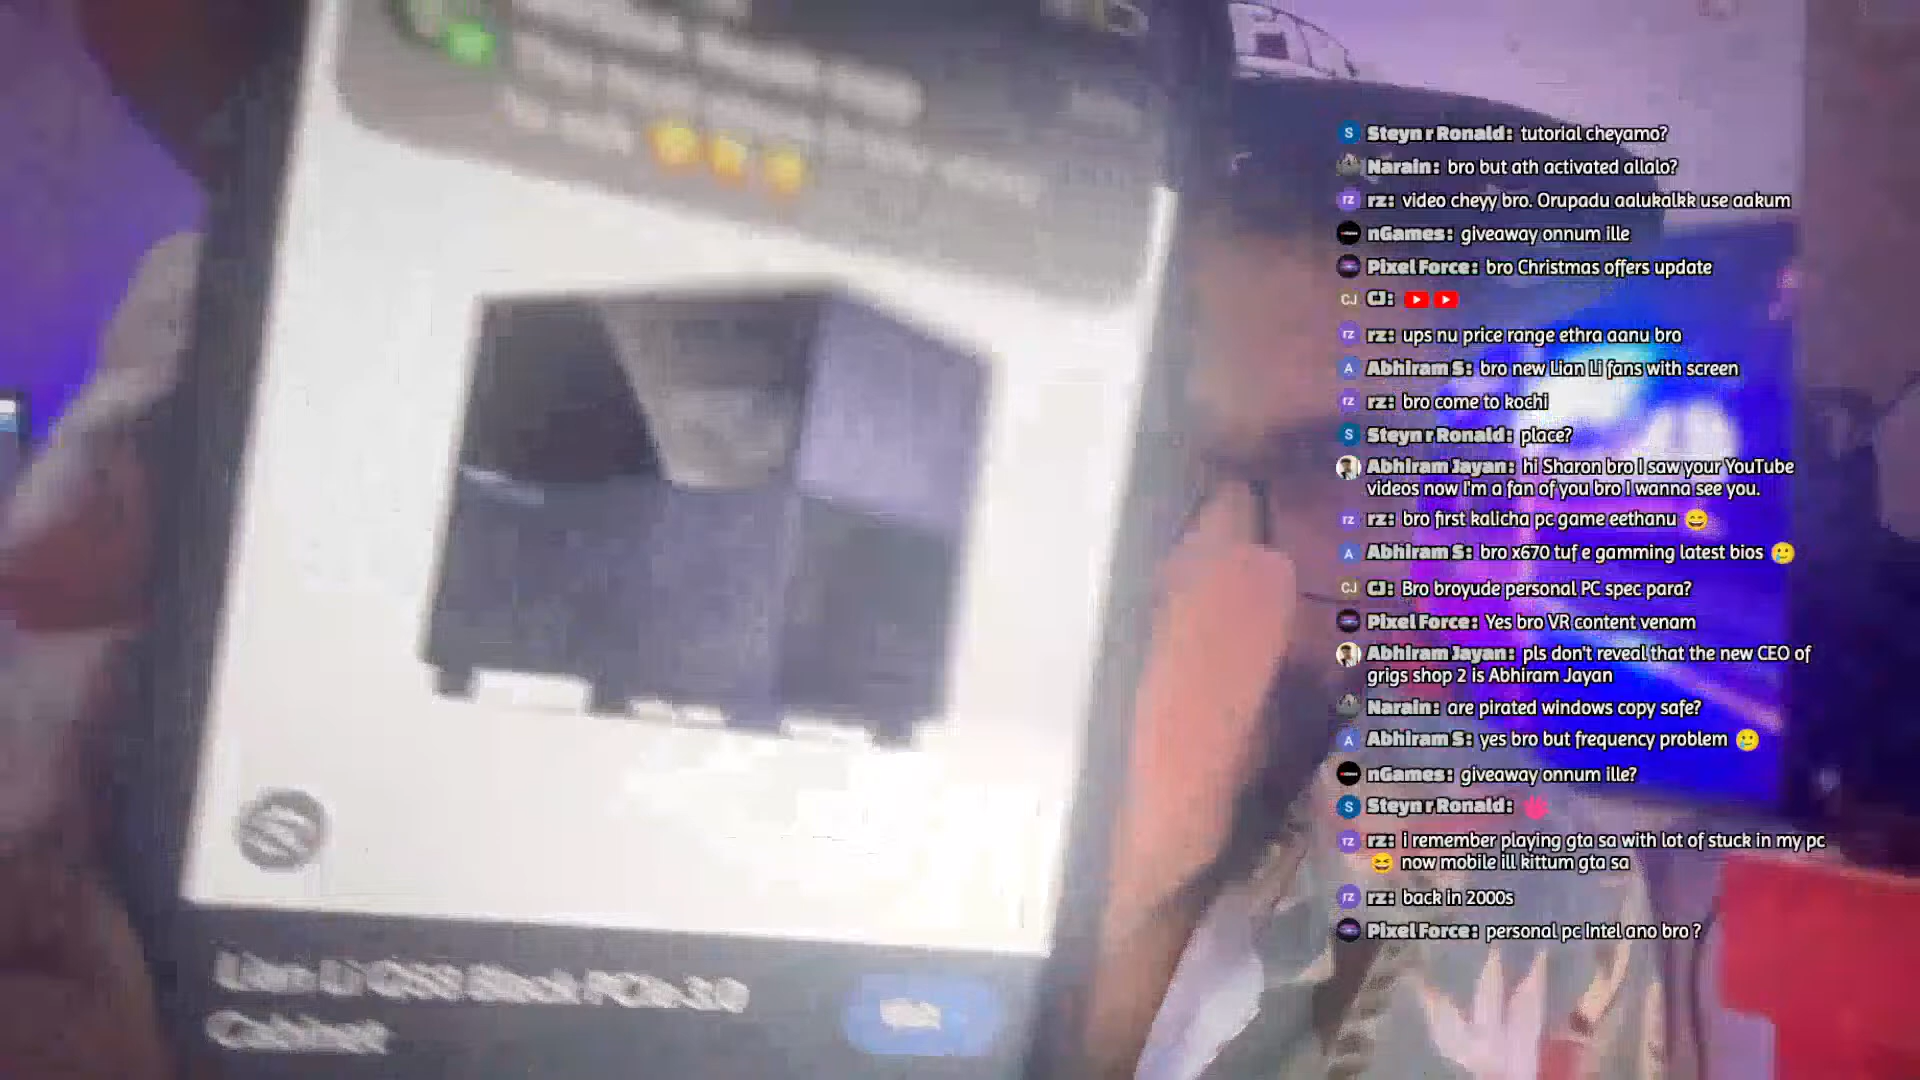 Steyn r Ronald: tutorial cheyamo?
Narain: bro but ath activated allalo?
rz: video cheyy bro. Orupadu aalukalkk use aakum
nGames: giveaway onnum ille
Pixel Force: bro Christmas offers update
CJ CJ:
rz: ups nu price range ethra aanu bro
A Abhiram S: bro new Lian Li fans with screen
rz: bro come to kochi
S Steyn r Ronald: place?
Abhiram Jayan: hi Sharon bro I saw your YouTube
videos now I'm a fan of you bro I wanna see you.
rz rz: bro first kalicha pc game eethanu 😄
A Abhiram S: bro x670 tuf e gamming latest bios 🥲
CJ CJ: Bro broyude personal PC spec para?
Pixel Force: Yes bro VR content venam
Abhiram Jayan: pls don't reveal that the new CEO of
grigs shop 2 is Abhiram Jayan
Narain: are pirated windows copy safe?
A Abhiram S: yes bro but frequency problem 🥲
nGames: giveaway onnum ille?
S Steyn r Ronald:
rz rz: i remember playing gta sa with lot of stuck in my pc
😆 now mobile ill kittum gta sa
rz rz: back in 2000s
Pixel Force: personal pc Intel ano bro ?
Lian Li
Cabinet